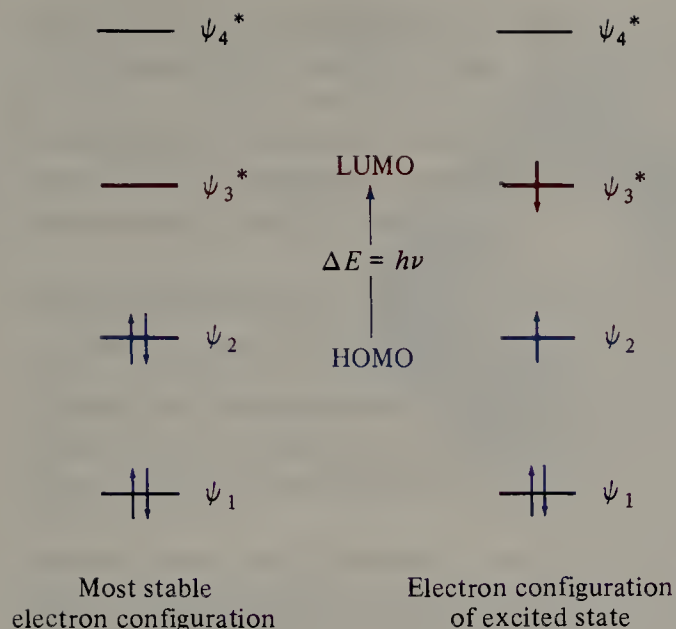 ψ₄* ψ₄*
LUMO
ψ₃* ψ₃*
ΔE = hν
ψ₂ ψ₂
HOMO
ψ₁ ψ₁
Most stable
electron configuration
Electron configuration
of excited state